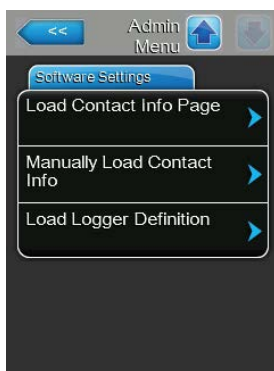 <<
Admin
Menu
Software Settings
Load Contact Info Page
Manually Load Contact
Info
Load Logger Definition